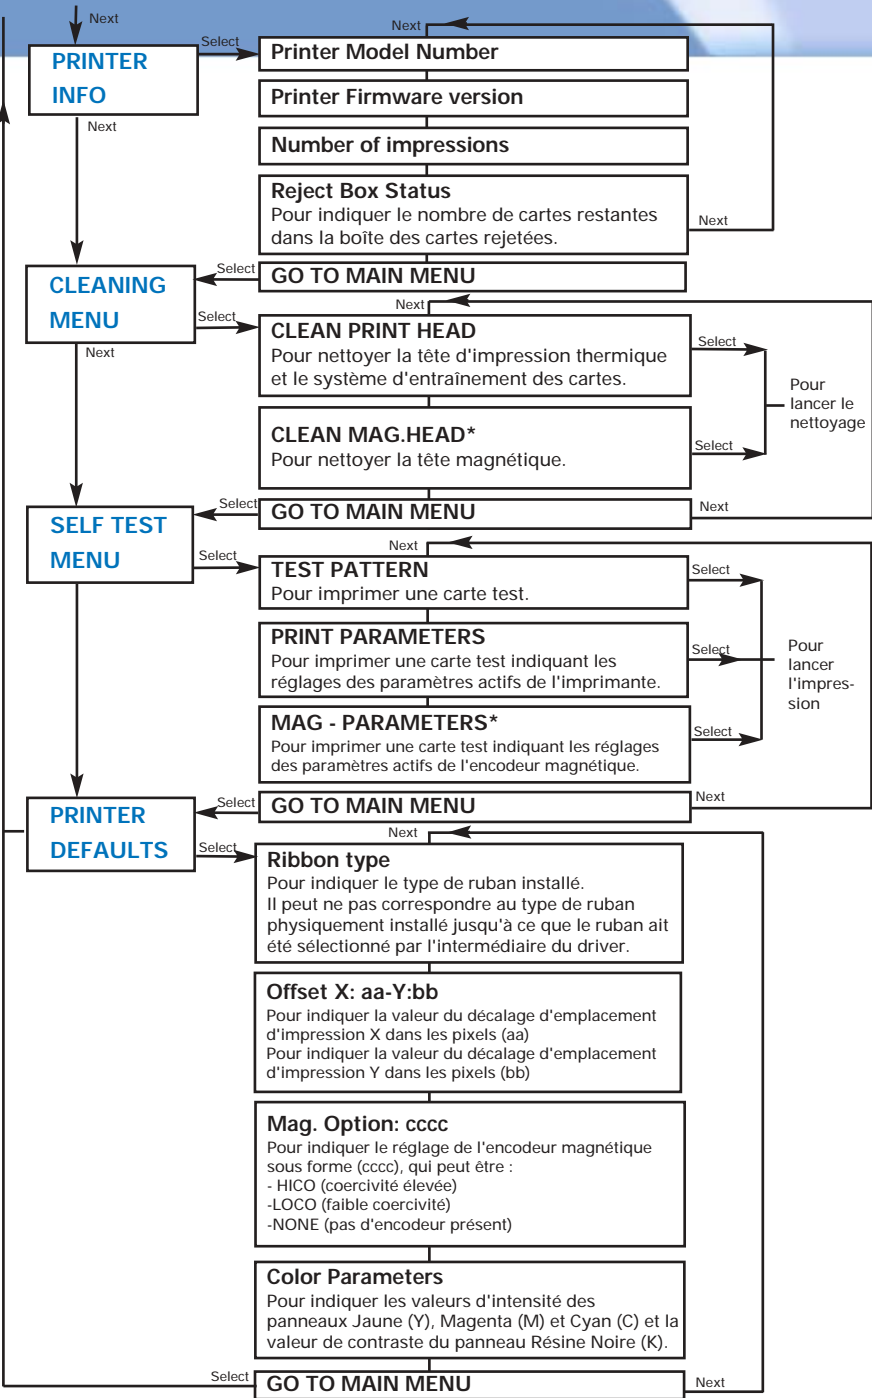 Next
Next
PRINTER
INFO
Select
Printer Model Number
Printer Firmware version
Number of impressions
Reject Box Status
Pour indiquer le nombre de cartes restantes
dans la boîte des cartes rejetées.
Next
Next
Select
GO TO MAIN MENU
CLEANING
MENU
Next
Select
CLEAN PRINT HEAD
Pour nettoyer la tête d'impression thermique
et le système d'entraînement des cartes.
Select
CLEAN MAG.HEAD*
Pour nettoyer la tête magnétique.
Select
Pour
lancer le
nettoyage
Next
Select
GO TO MAIN MENU
Next
SELF TEST
MENU
Next
Select
TEST PATTERN
Pour imprimer une carte test.
Select
PRINT PARAMETERS
Pour imprimer une carte test indiquant les
réglages des paramètres actifs de l'imprimante.
Select
MAG - PARAMETERS*
Pour imprimer une carte test indiquant les réglages
des paramètres actifs de l'encodeur magnétique.
Select
Pour
lancer
l'impres-
sion
Select
GO TO MAIN MENU
Next
PRINTER
DEFAULTS
Next
Select
Ribbon type
Pour indiquer le type de ruban installé.
Il peut ne pas correspondre au type de ruban
physiquement installé jusqu'à ce que le ruban ait
été sélectionné par l'intermédiaire du driver.
Offset X: aa-Y:bb
Pour indiquer la valeur du décalage d'emplacement
d'impression X dans les pixels (aa)
Pour indiquer la valeur du décalage d'emplacement
d'impression Y dans les pixels (bb)
Mag. Option: cccc
Pour indiquer le réglage de l'encodeur magnétique
sous forme (cccc), qui peut être :
- HICO (coercivité élevée)
-LOCO (faible coercivité)
-NONE (pas d'encodeur présent)
Color Parameters
Pour indiquer les valeurs d'intensité des
panneaux Jaune (Y), Magenta (M) et Cyan (C) et la
valeur de contraste du panneau Résine Noire (K).
Select
GO TO MAIN MENU
Next